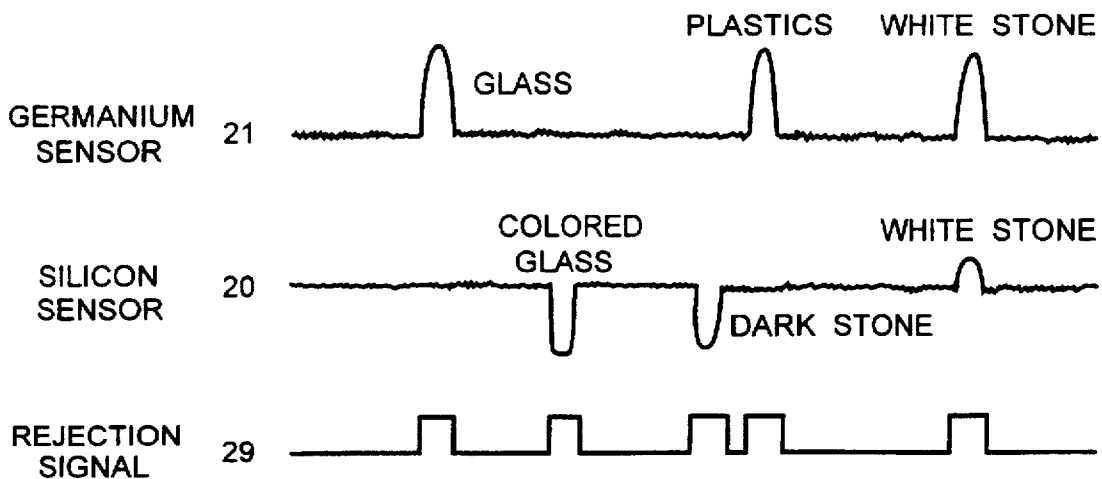 PLASTICS WHITE STONE
GLASS
GERMANIUM
SENSOR
21
COLORED
GLASS
WHITE STONE
SILICON
SENSOR
20
DARK STONE
REJECTION
SIGNAL
29